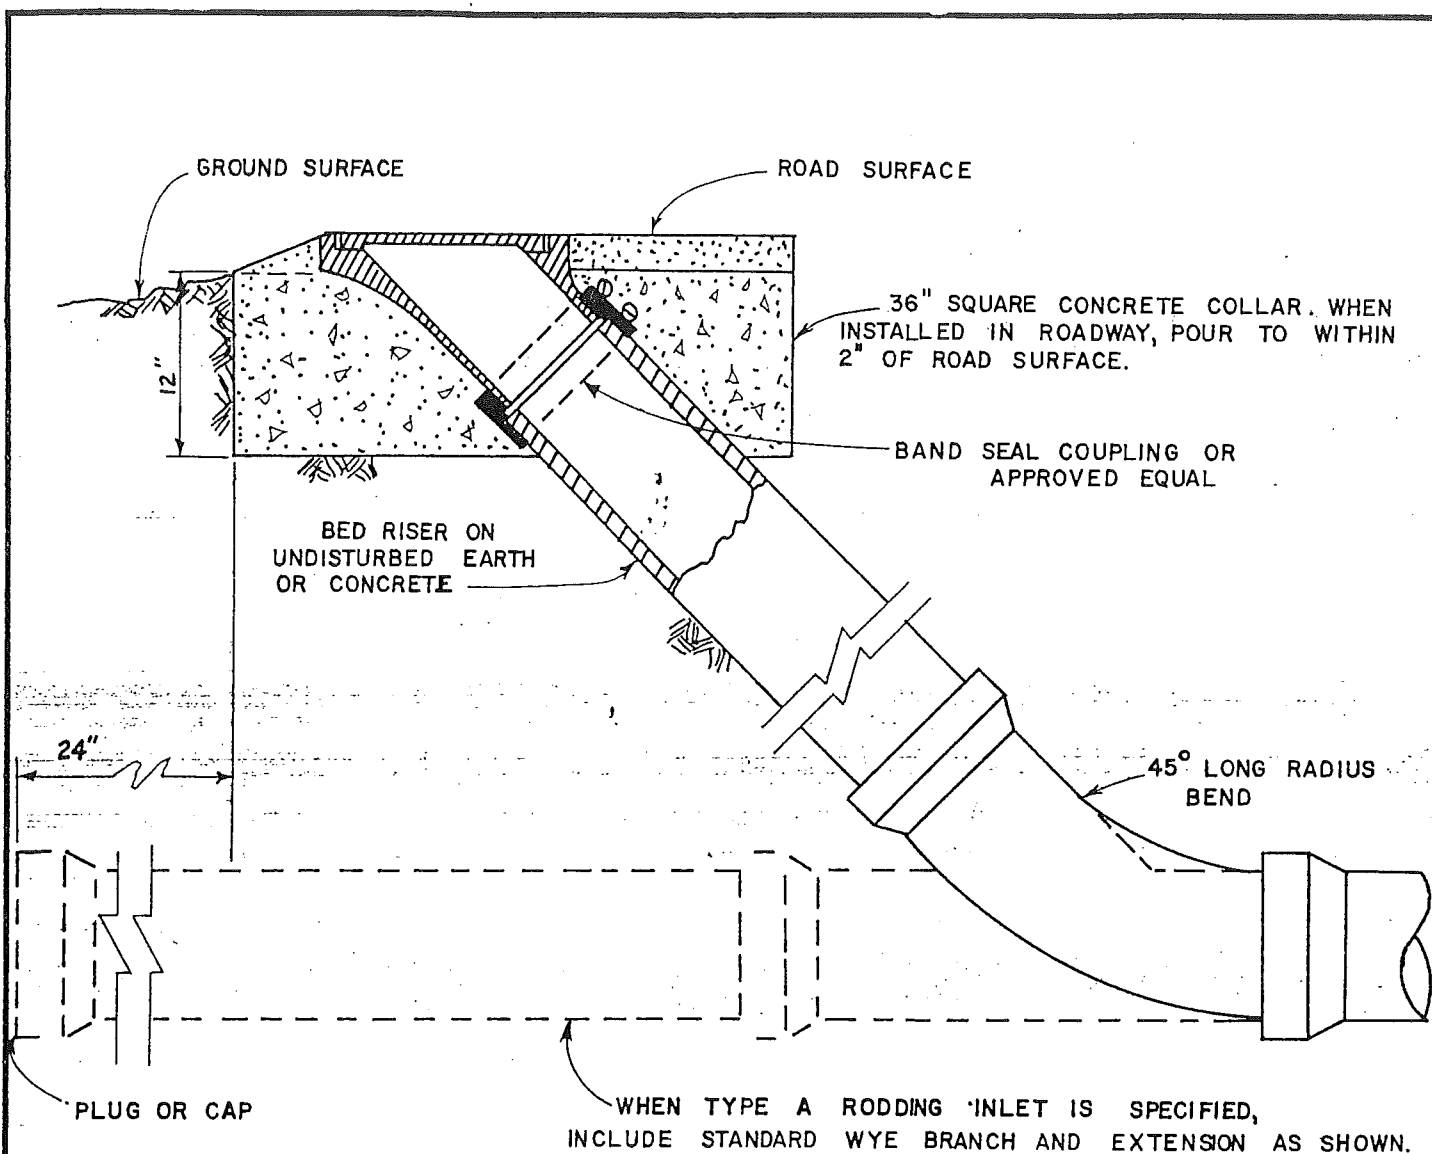 GROUND SURFACE
ROAD SURFACE
36" SQUARE CONCRETE COLLAR. WHEN
INSTALLED IN ROADWAY, POUR TO WITHIN
2" OF ROAD SURFACE.
12"
BAND SEAL COUPLING OR
APPROVED EQUAL
BED RISER ON
UNDISTURBED EARTH
OR CONCRETE
24"
45° LONG RADIUS
BEND
PLUG OR CAP
WHEN TYPE A RODDING INLET IS SPECIFIED,
INCLUDE STANDARD WYE BRANCH AND EXTENSION AS SHOWN.